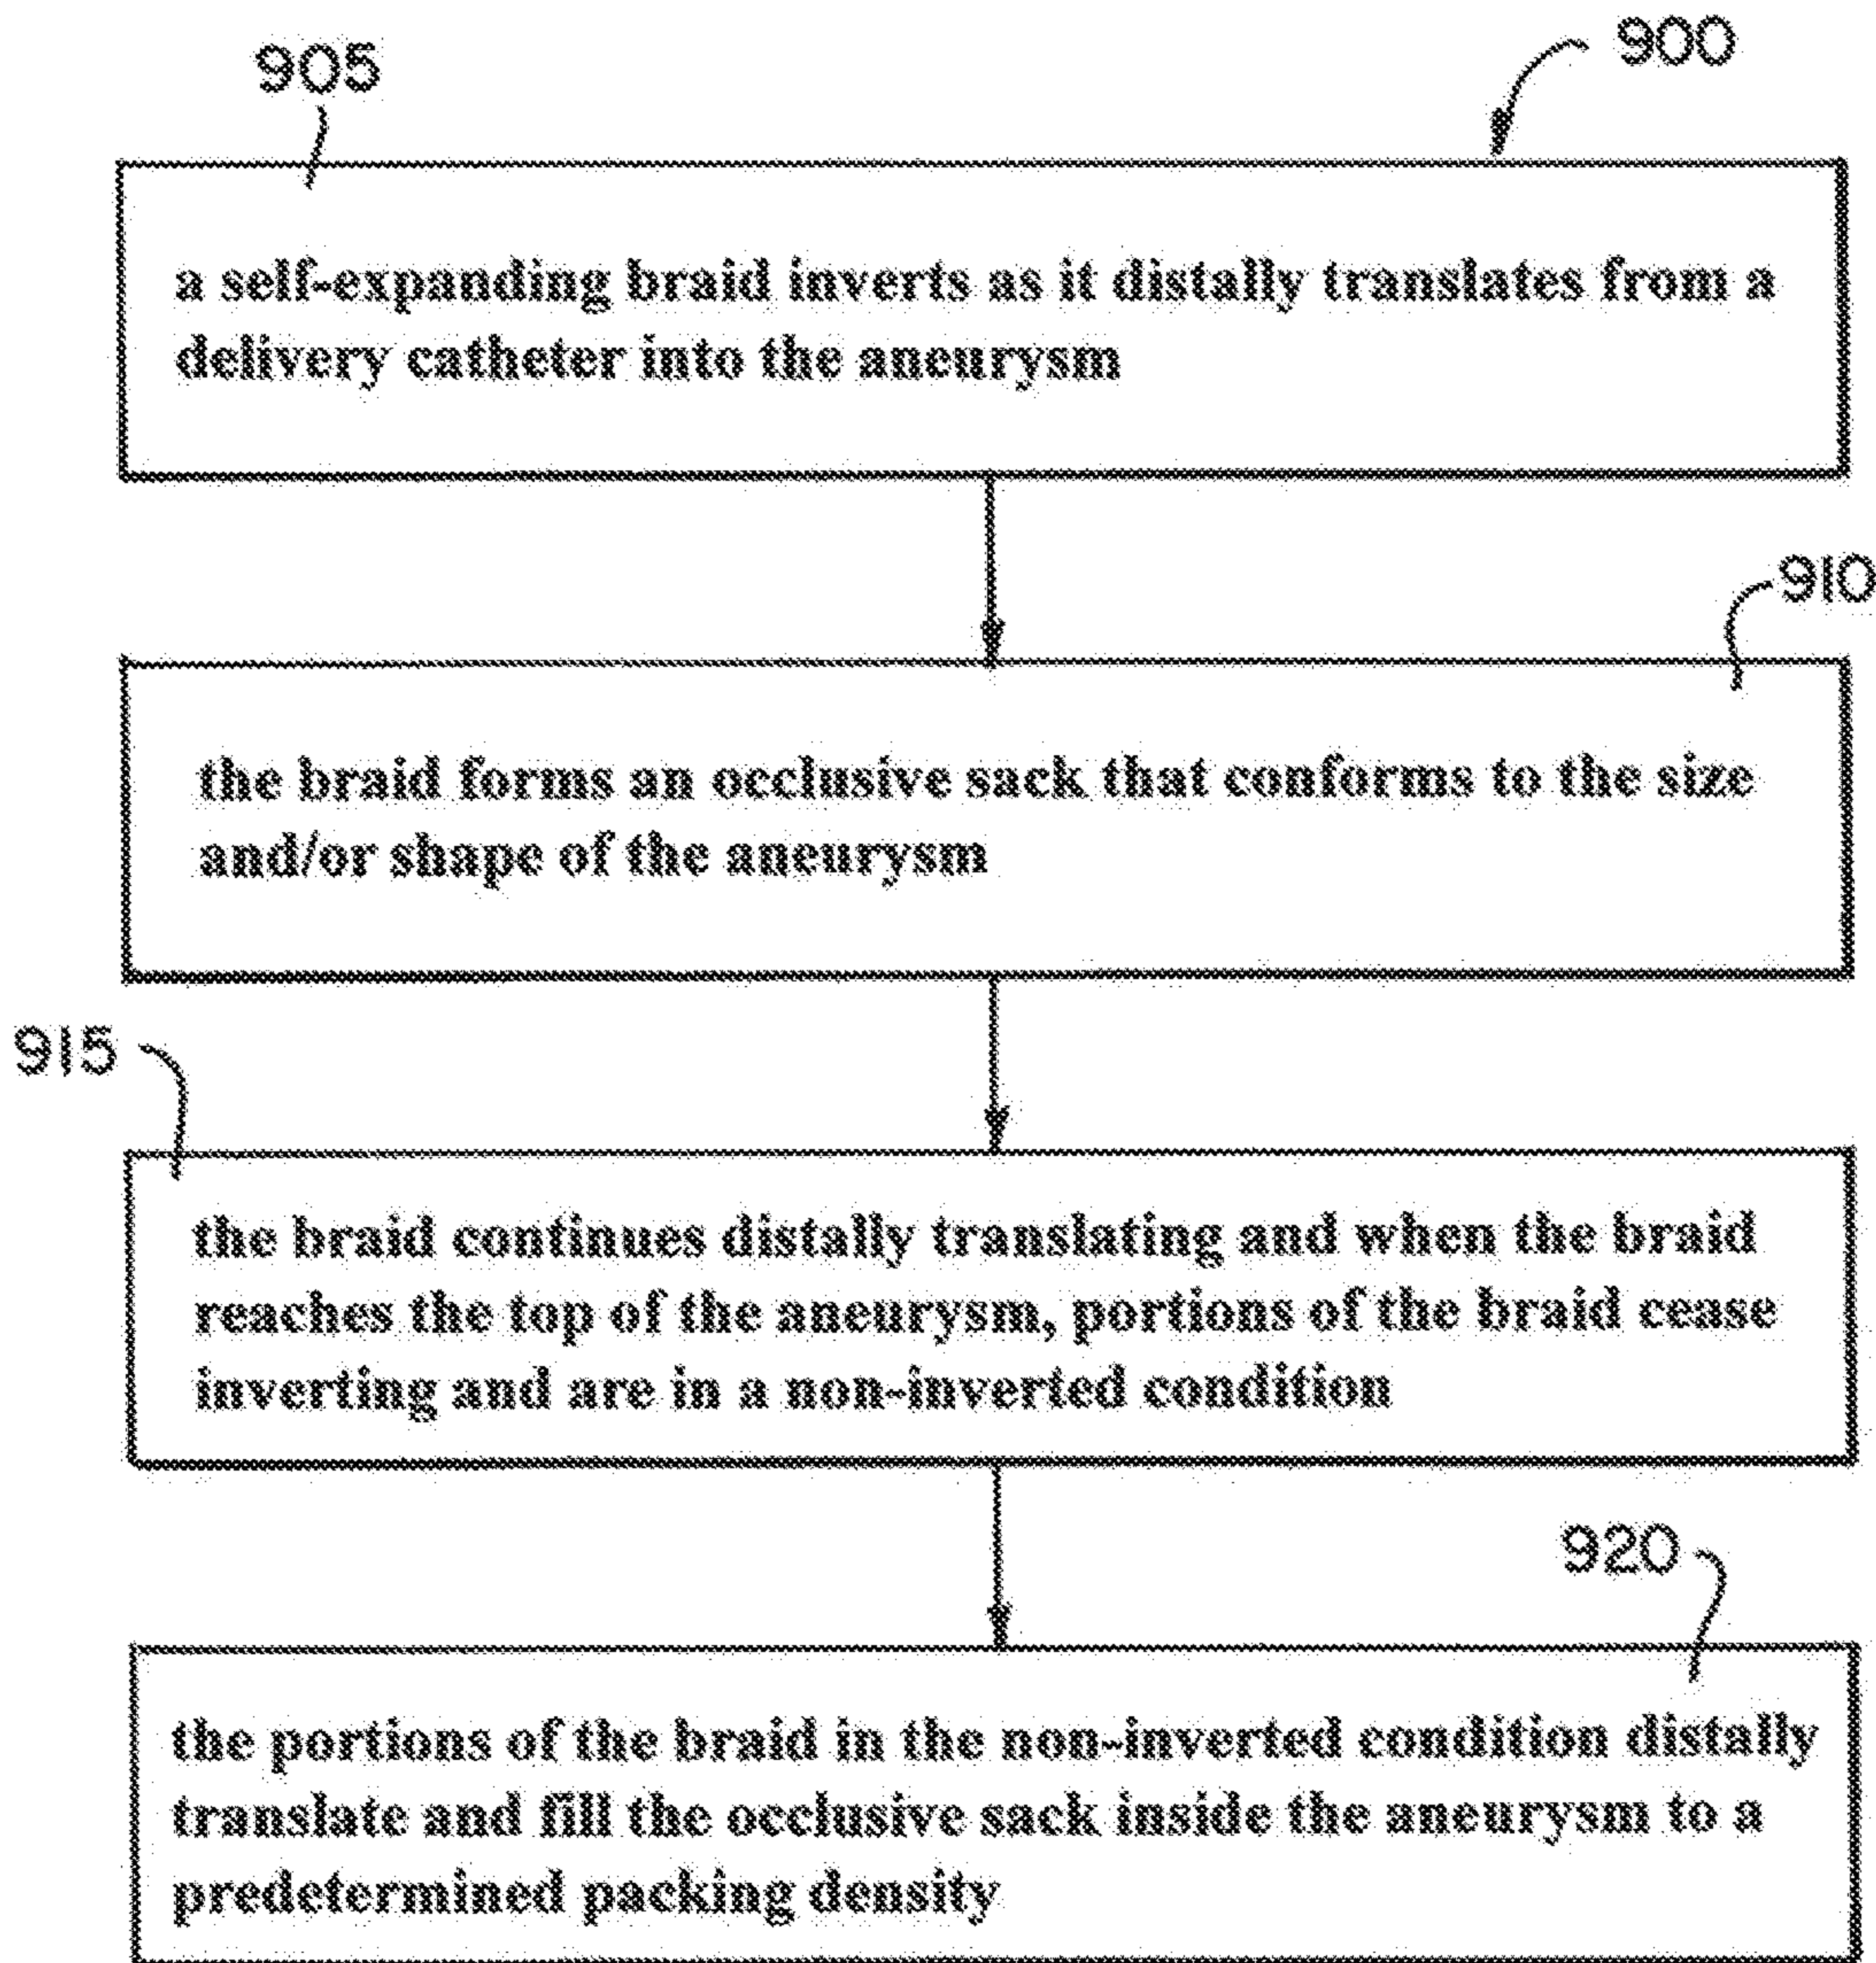 905
900
a self-expanding braid inverts as it distally translates from a
delivery catheter into the aneurysm
910
the braid forms an occlusive sack that conforms to the size
and/or shape of the aneurysm
915
the braid continues distally translating and when the braid
reaches the top of the aneurysm, portions of the braid cease
inverting and are in a non-inverted condition
920
the portions of the braid in the non-inverted condition distally
translate and fill the occlusive sack inside the aneurysm to a
predetermined packing density